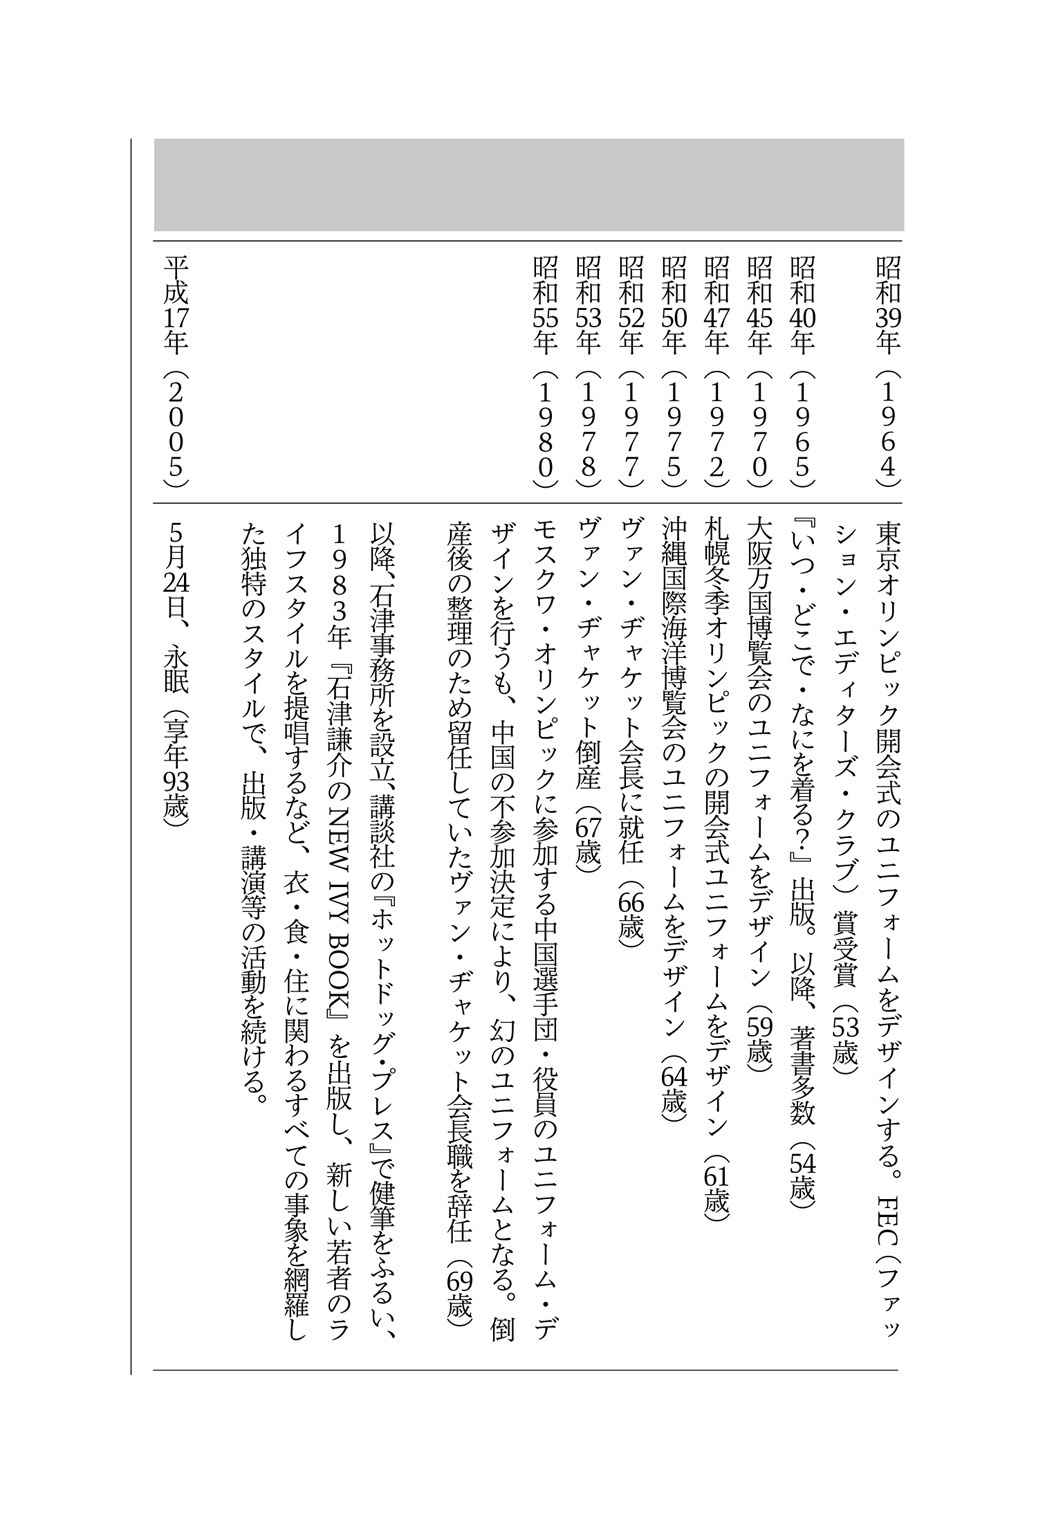 昭和39年（1964）
東京オリンピック開会式のユニフォームをデザインする。FEC（ファッ
ション・エディターズ・クラブ）賞受賞（53歳）
昭和40年（1965）
『いつ・どこで・なにを着る？』出版。以降、著書多数（54歳）
昭和45年（1970）
大阪万国博覧会のユニフォームをデザイン（59歳）
昭和47年（1972）
札幌冬季オリンピックの開会式ユニフォームをデザイン（61歳）
昭和50年（1975）
沖縄国際海洋博覧会のユニフォームをデザイン（64歳）
昭和52年（1977）
ヴァン・ヂャケット会長に就任（66歳）
昭和53年（1978）
ヴァン・ヂャケット倒産（67歳）
昭和55年（1980）
モスクワ・オリンピックに参加する中国選手団・役員のユニフォーム・デ
ザインを行うも、中国の不参加決定により、幻のユニフォームとなる。倒
産後の整理のため留任していたヴァン・ヂャケット会長職を辞任（69歳）
以降、石津事務所を設立、講談社の『ホットドッグ・プレス』で健筆をふるい、
1983年『石津謙介のNEW IVY BOOK』を出版し、新しい若者のラ
イフスタイルを提唱するなど、衣・食・住に関わるすべての事象を網羅し
た独特のスタイルで、出版・講演等の活動を続ける。
平成17年（2005）
5月24日、永眠（享年93歳）